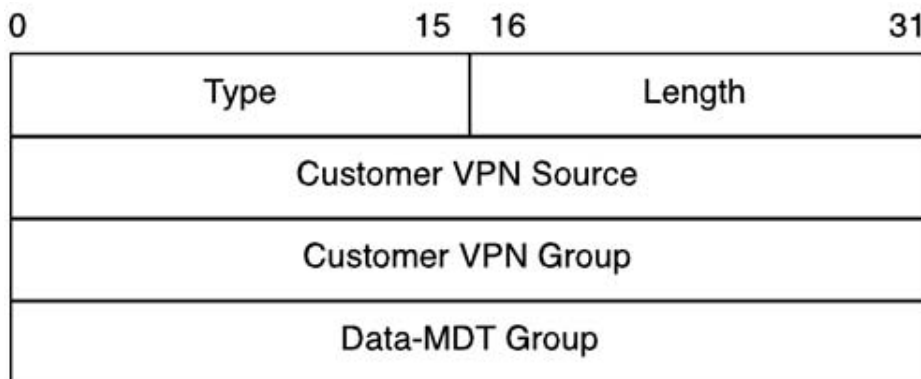 0 15 16 31
Type Length
Customer VPN Source
Customer VPN Group
Data-MDT Group